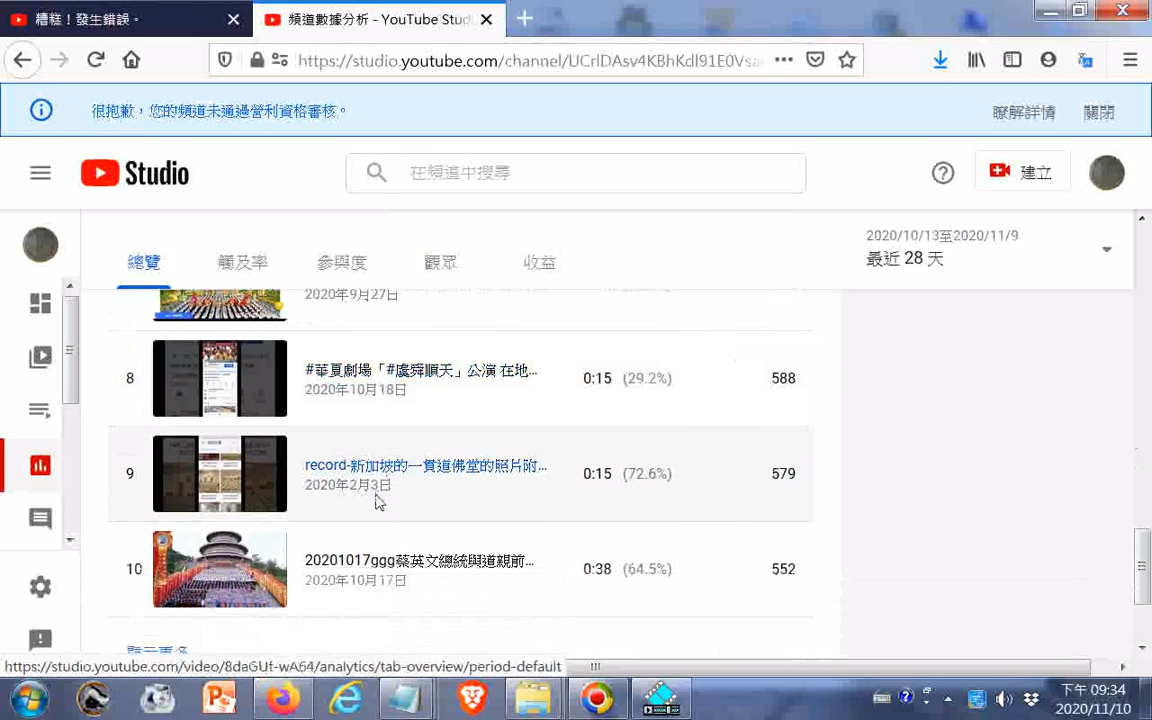 糟糕！發生錯誤。
頻道數據分析 - YouTube Stud
https://studio.youtube.com/channel/UCrlDAsv4KBhKdl91E0Vsa
很抱歉，您的頻道未通過營利資格審核。
瞭解詳情
關閉
Studio
在頻道中搜尋
建立
2020/10/13至2020/11/9
最近 28 天
總覽
觸及率
參與度
觀眾
收益
2020年9月27日
8
#華夏劇場「#虞舜順天」公演 在地...
2020年10月18日
0:15 (29.2%)
588
9
record-新加坡的一貫道佛堂的照片附...
2020年2月3日
0:15 (72.6%)
579
10
20201017ggg蔡英文總統與道親前...
2020年10月17日
0:38 (64.5%)
552
https://studio.youtube.com/video/8daGUf-wA64/analytics/tab-overview/period-default
下午 09:34
2020/11/10